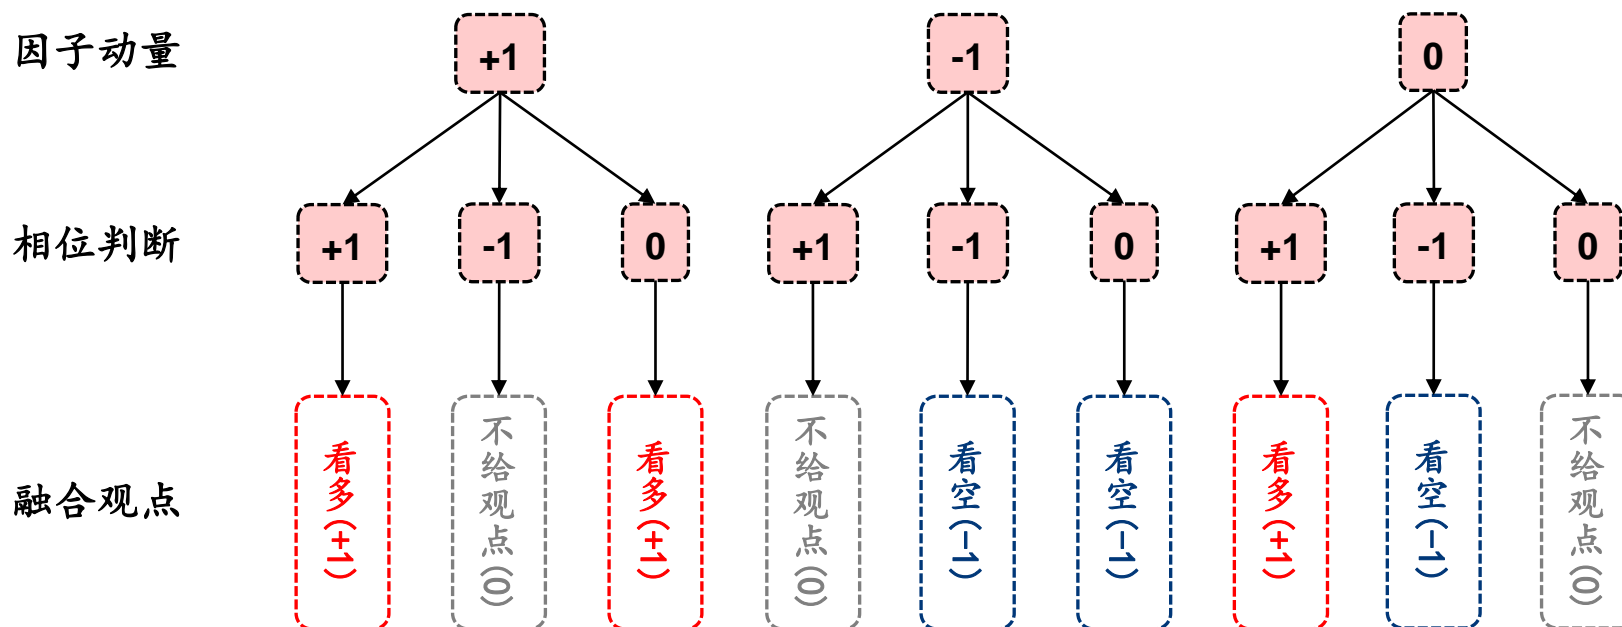 因子动量
+1
-1
0
相位判断
+1
-1
0
+1
-1
0
+1
-1
0
融合观点
看多(+1)
不给观点(0)
看多(+1)
不给观点(0)
看空(-1)
看空(-1)
看多(+1)
看空(-1)
不给观点(0)